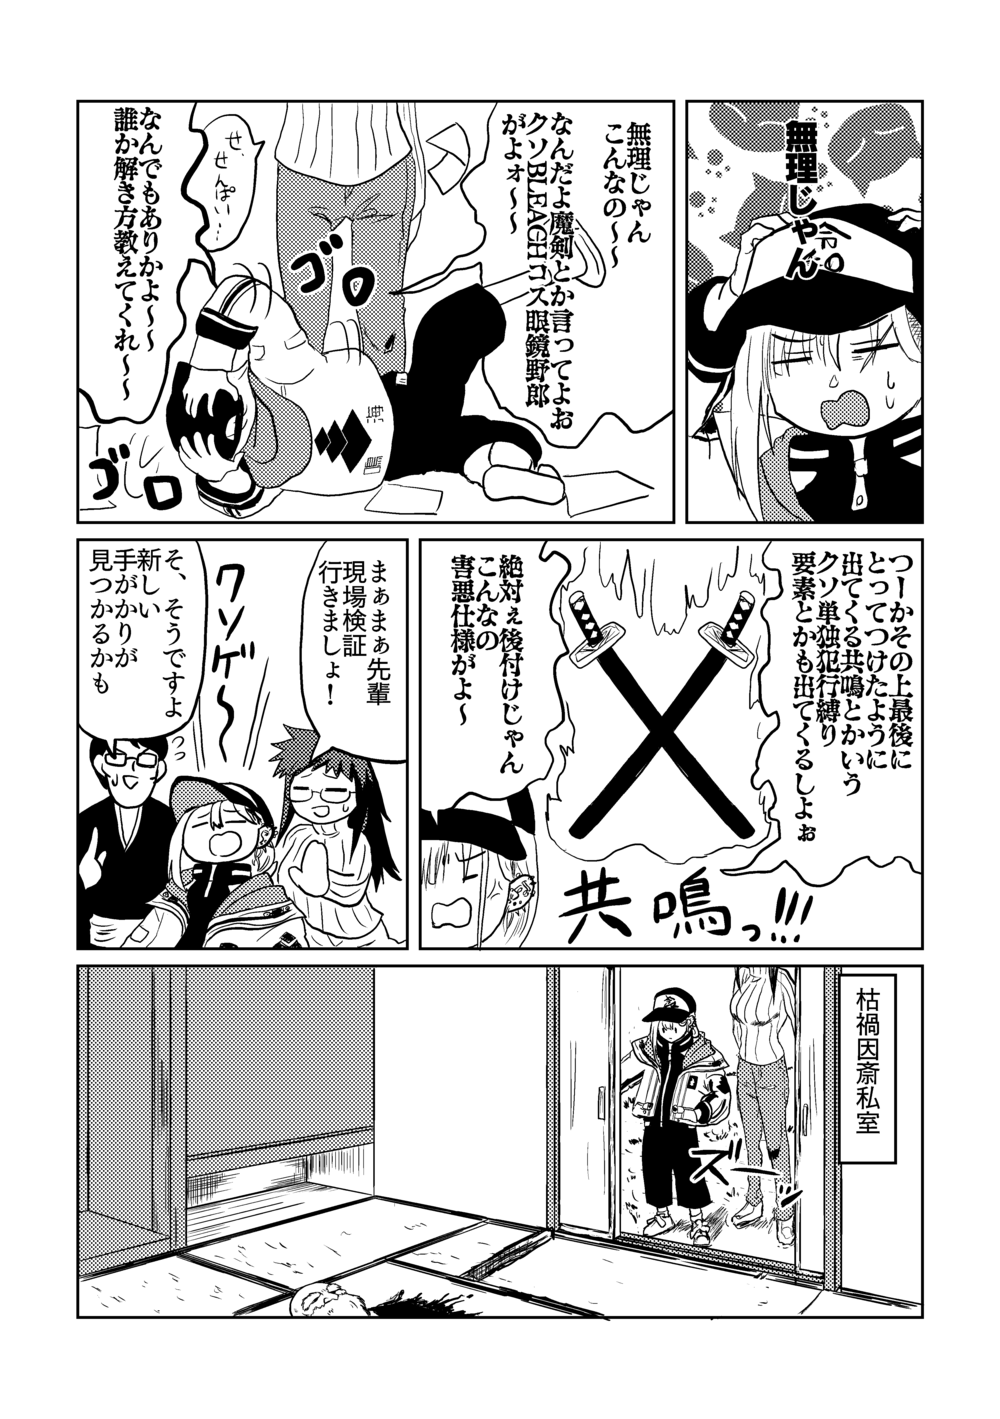 無理じゃん
令和
無理じゃん
こんなの～
なんだよ魔剣とか言ってよぉ
クソBLEACHコス眼鏡野郎
がよォ～～
せ、
せんぱい…
なんでもありかよ～～
誰か解き方教えてくれ～～
ゴロ
ゴロ
つーかその上最後に
とってつけたように
出てくる共鳴とかいう
クソ単独犯行縛り
要素とかも出てくるしよぉ
絶対ぇ後付けじゃん
こんなの
害悪仕様がよ～
共鳴っ!!!
まぁまぁ先輩
現場検証
行きましょ！
クソゲ～～
そ、そうですよ
新しい
手がかりが
見つかるかも
枯禍因斎私室
ズーーッ